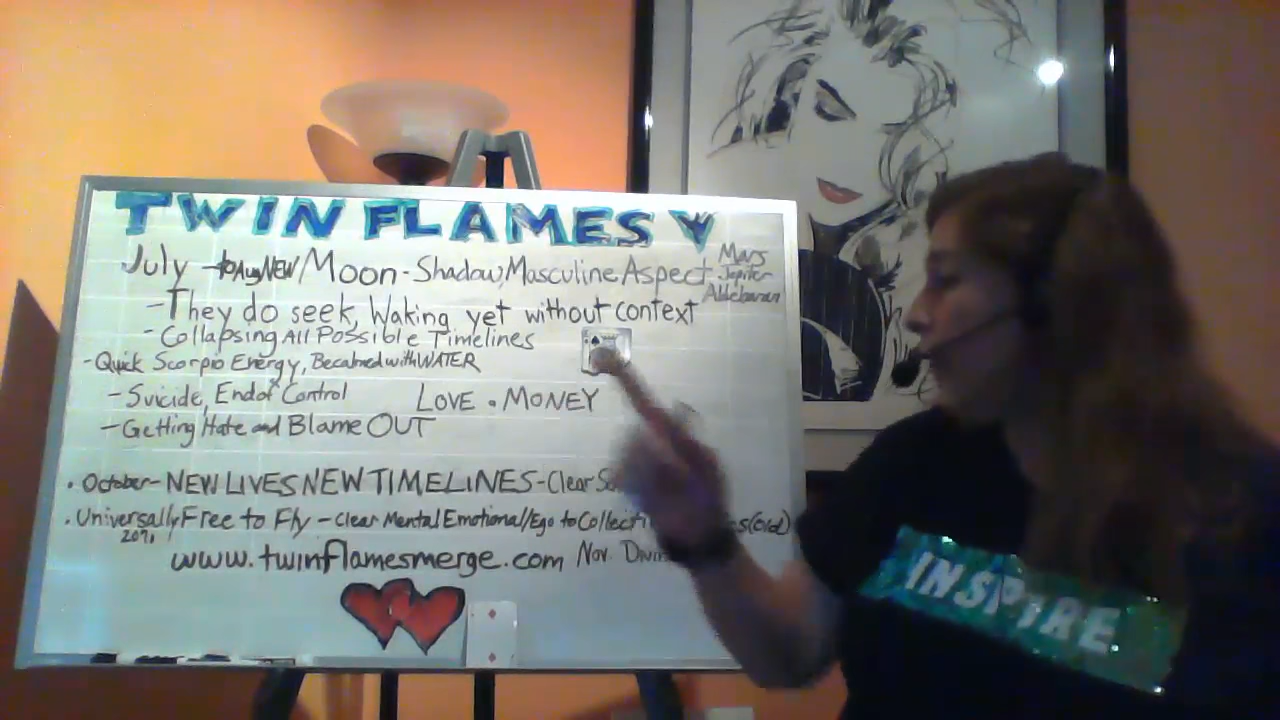 TWIN FLAMES
July to Aug NEW Moon - Shadow, Masculine Aspect
Mars
Jupiter
Aldebaran
- They do seek, Waking yet without context
- Collapsing All Possible Timelines
- Quick Scorpio Energy, Becalmed with WATER
- Suicide, End of Control
LOVE . MONEY
- Getting Hate and Blame OUT
• October - NEW LIVES NEW TIMELINES - Clear
• Universally Free to Fly - Clear Mental Emotional/Ego to (Old)
www.twinflamesmerge.com Nov.
INSPIRE